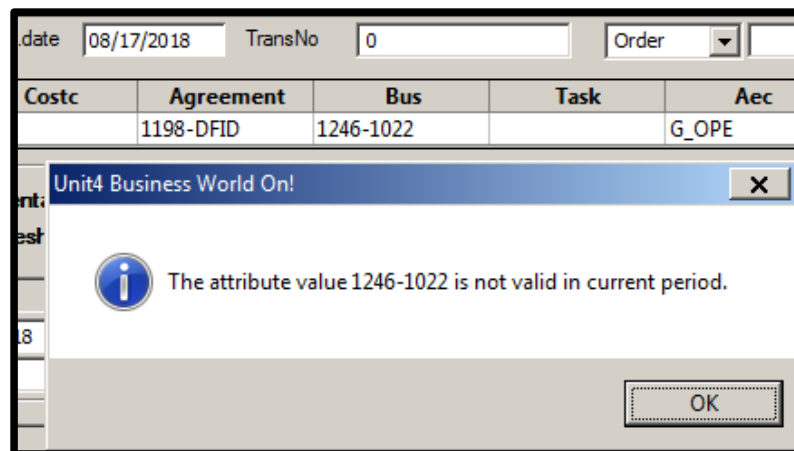 .date 08/17/2018 TransNo 0 Order
Costc Agreement Bus Task Aec
1198-DFID 1246-1022 G_OPE
Unit4 Business World On!
The attribute value 1246-1022 is not valid in current period.
18
OK